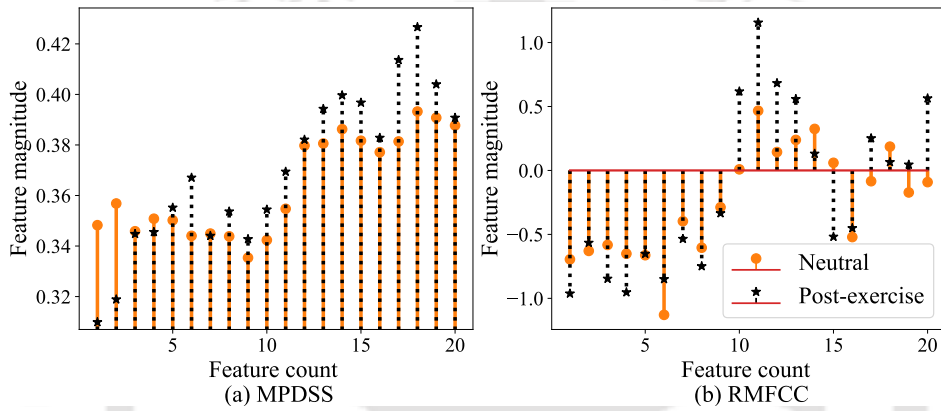 Feature magnitude
0.42
0.40
0.38
0.36
0.34
0.32
5
10
15
20
Feature count
(a) MPDSS
Feature magnitude
1.0
0.5
0.0
−0.5
−1.0
Neutral
Post-exercise
5
10
15
20
Feature count
(b) RMFCC